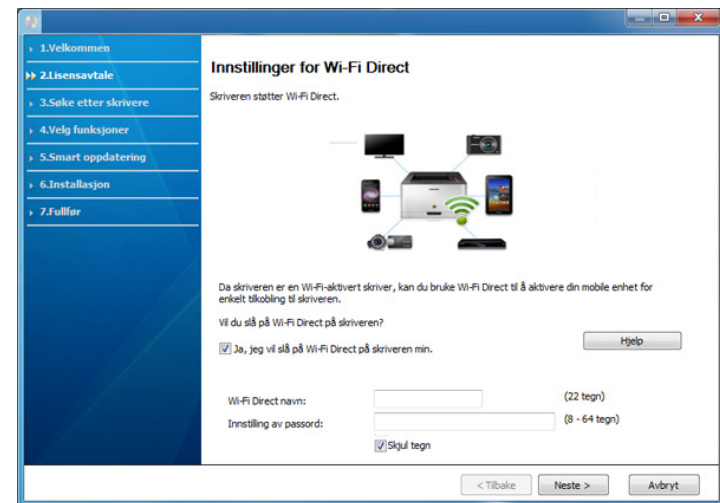 1.Velkommen
2.Lisensavtale
3.Søke etter skrivere
4.Velg funksjoner
5.Smart oppdatering
6.Installasjon
7.Fullfør
Innstillinger for Wi-Fi Direct
Skriveren støtter Wi-Fi Direct.
Da skriveren er en Wi-Fi-aktivert skriver, kan du bruke Wi-Fi Direct til å aktivere din mobile enhet for
enkelt tilkobling til skriveren.
Vil du slå på Wi-Fi Direct på skriveren?
Ja, jeg vil slå på Wi-Fi Direct på skriveren min.
Hjelp
Wi-Fi Direct navn: (22 tegn)
Innstilling av passord: (8 - 64 tegn)
Skjul tegn
< Tilbake Neste > Avbryt